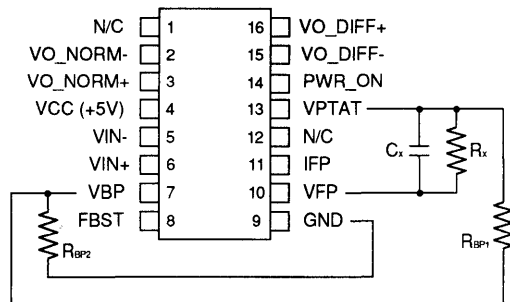 N/C 1 16 VO_DIFF+
VO_NORM- 2 15 VO_DIFF-
VO_NORM+ 3 14 PWR_ON
VCC (+5V) 4 13 VPTAT
VIN- 5 12 N/C
VIN+ 6 11 IFP
VBP 7 10 VFP
FBST 8 9 GND
Cx Rx
RBP2
RBP1